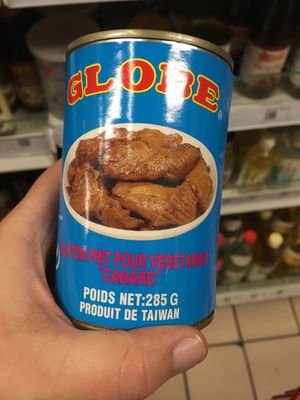 GLOBE
®
GLUTEN FRIT POUR VEGETARIEN
"CANARD"
POIDS NET:285 G
PRODUIT DE TAIWAN